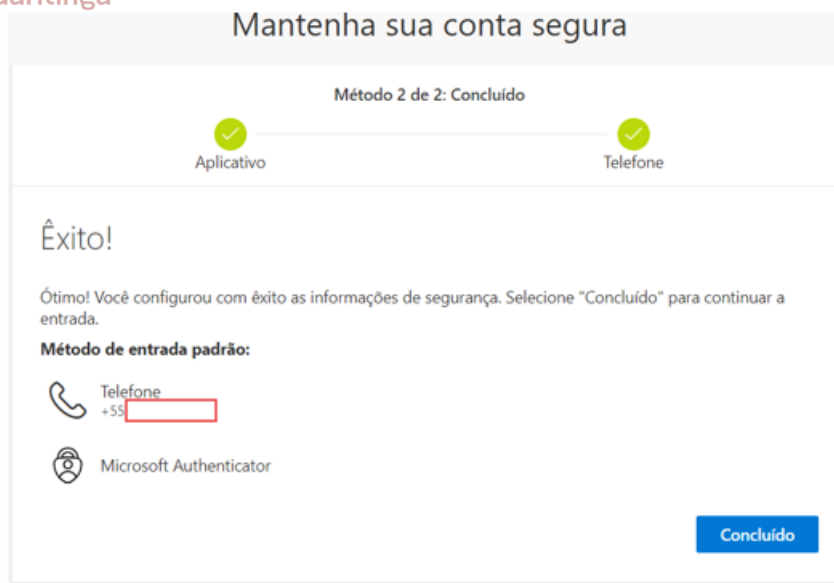 Mantenha sua conta segura
Método 2 de 2: Concluído
Aplicativo
Telefone
Êxito!
Ótimo! Você configurou com êxito as informações de segurança. Selecione "Concluído" para continuar a
entrada.
Método de entrada padrão:
Telefone
+55
Microsoft Authenticator
Concluído